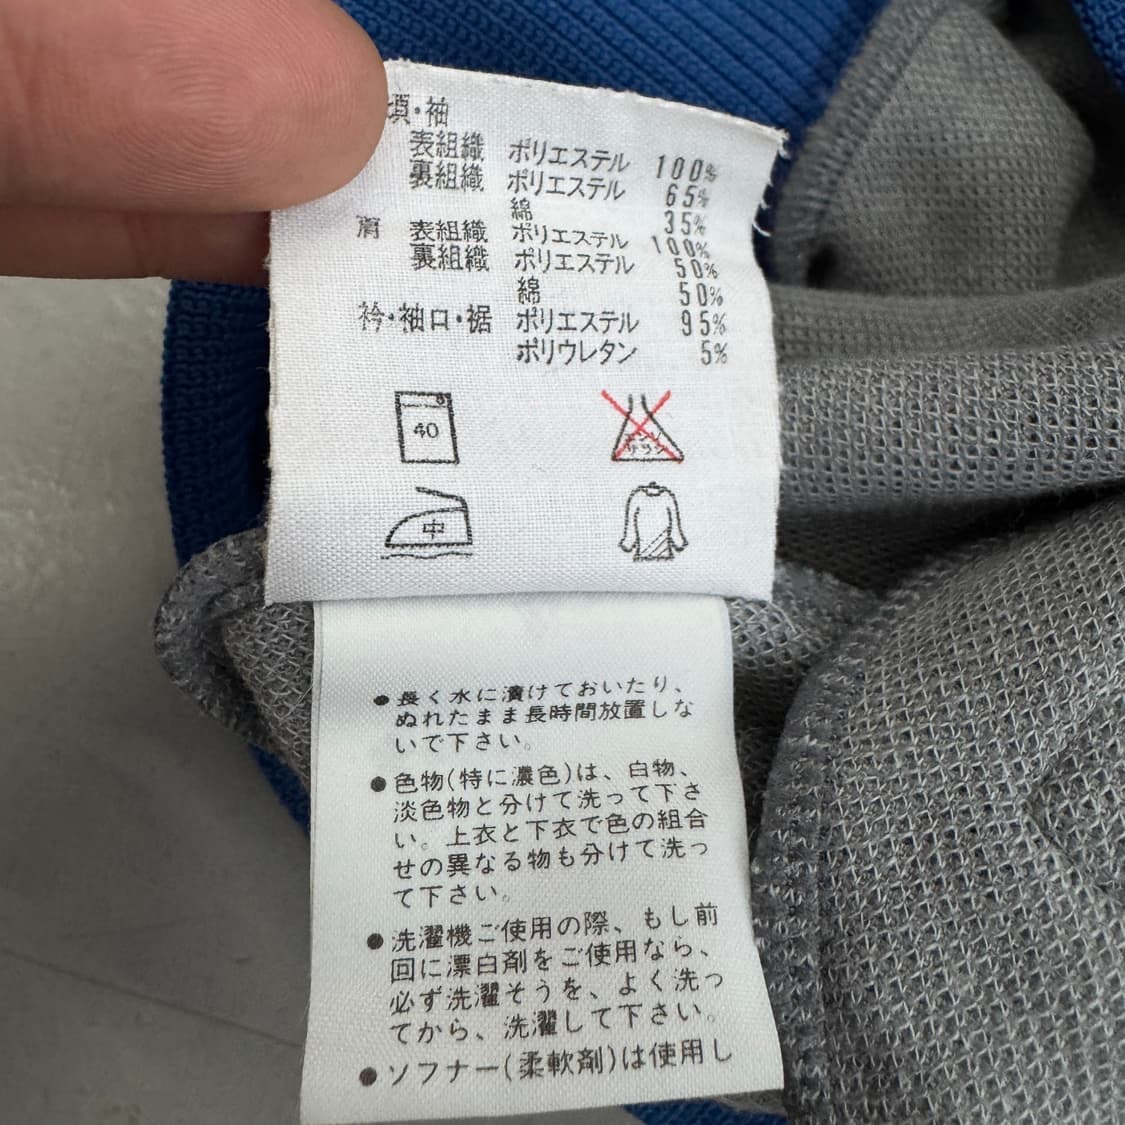 ・袖
表組織 ポリエステル 100%
裏組織 ポリエステル 65%
綿 35%
肩 表組織 ポリエステル 100%
裏組織 ポリエステル 50%
綿 50%
衿・袖口・裾 ポリエステル 95%
ポリウレタン 5%
40
エンソ
サラシ
中
●長く水に漬けておいたり、
ぬれたまま長時間放置しな
いで下さい。
●色物(特に濃色)は、白物、
淡色物と分けて洗って下さ
い。上衣と下衣で色の組合
せの異なる物も分けて洗っ
て下さい。
●洗濯機ご使用の際、もし前
回に漂白剤をご使用なら、
必ず洗濯そうを、よく洗っ
てから、洗濯して下さい。
●ソフナー(柔軟剤)は使用し